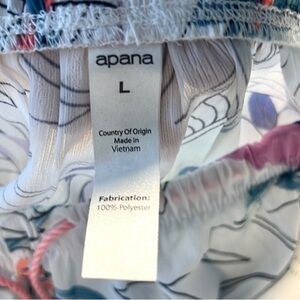 apana
L
Country Of Origin
Made in
Vietnam
Fabrication:
100% Polyester